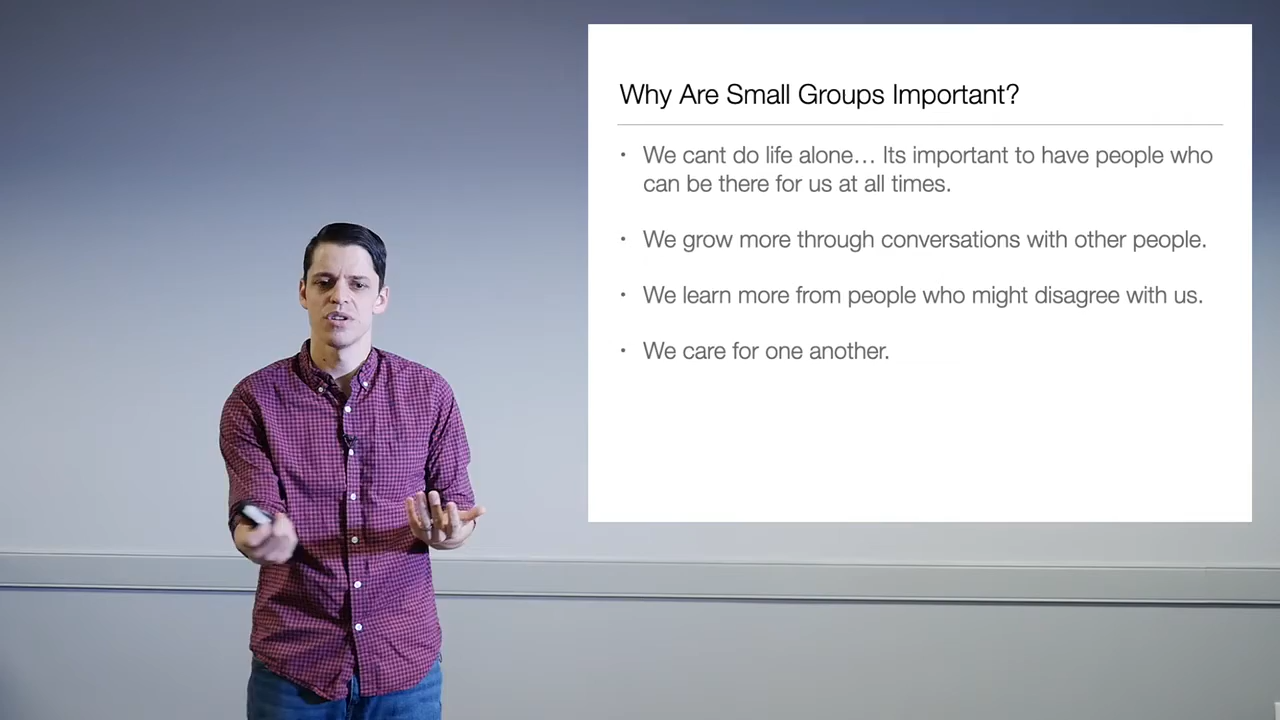 Why Are Small Groups Important?
• We cant do life alone… Its important to have people who
can be there for us at all times.
• We grow more through conversations with other people.
• We learn more from people who might disagree with us.
• We care for one another.